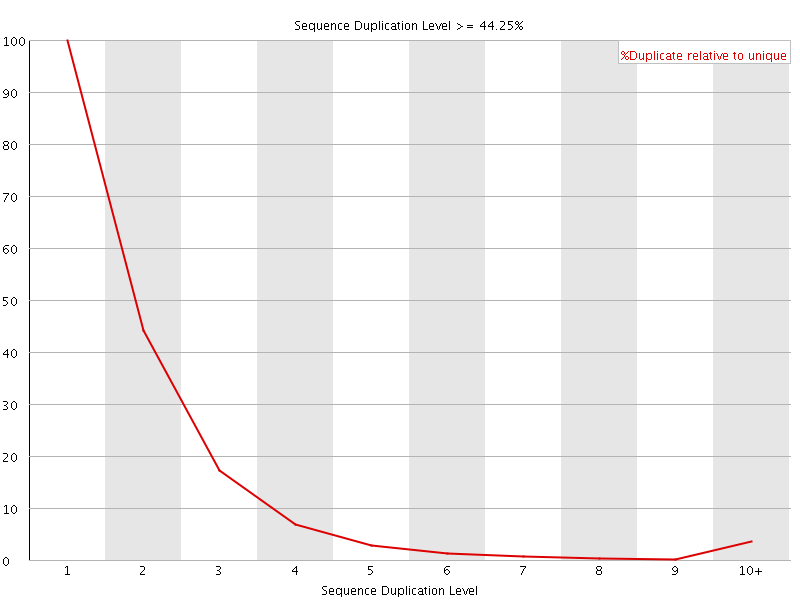 Sequence Duplication Level >= 44.25%
%Duplicate relative to unique
100
90
80
70
60
50
40
30
20
10
0
1 2 3 4 5 6 7 8 9 10+
Sequence Duplication Level